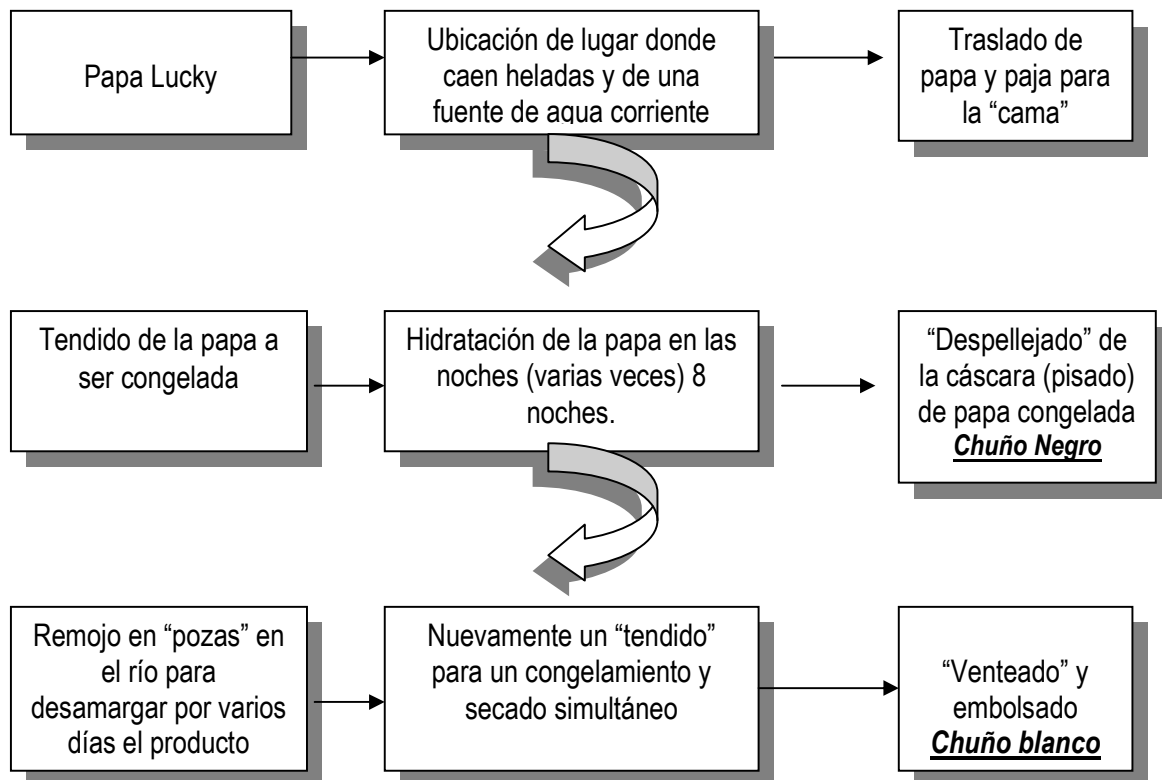 Papa Lucky
Ubicación de lugar donde
caen heladas y de una
fuente de agua corriente
Traslado de
papa y paja para
la “cama”
Tendido de la papa a
ser congelada
Hidratación de la papa en las
noches (varias veces) 8
noches.
“Despellejado” de
la cáscara (pisado)
de papa congelada
Chuño Negro
Remojo en “pozas” en
el río para
desamargar por varios
días el producto
Nuevamente un “tendido”
para un congelamiento y
secado simultáneo
“Venteado” y
embolsado
Chuño blanco